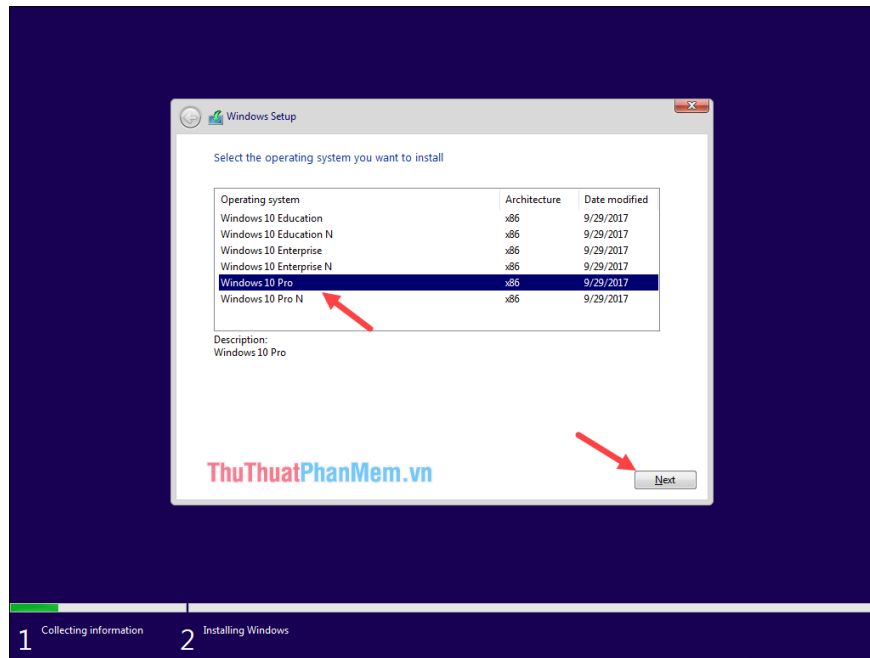 Windows Setup
Select the operating system you want to install
Operating system Architecture Date modified
Windows 10 Education x86 9/29/2017
Windows 10 Education N x86 9/29/2017
Windows 10 Enterprise x86 9/29/2017
Windows 10 Enterprise N x86 9/29/2017
Windows 10 Pro x86 9/29/2017
Windows 10 Pro N x86 9/29/2017
Description:
Windows 10 Pro
ThuThuatPhanMem.vn
Next
1 Collecting information 2 Installing Windows